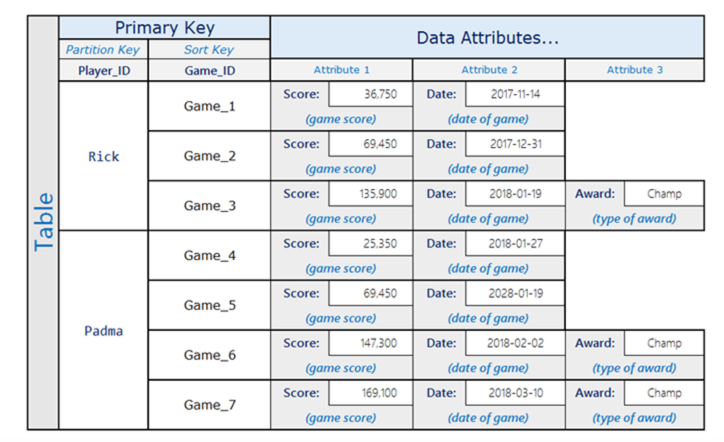 Table
Primary Key
Data Attributes...
Partition Key Sort Key
Player_ID Game_ID Attribute 1 Attribute 2 Attribute 3
Rick
Game_1 Score: 36,750 Date: 2017-11-14
(game score) (date of game)
Game_2 Score: 69,450 Date: 2017-12-31
(game score) (date of game)
Game_3 Score: 135,900 Date: 2018-01-19 Award: Champ
(game score) (date of game) (type of award)
Padma
Game_4 Score: 25,350 Date: 2018-01-27
(game score) (date of game)
Game_5 Score: 69,450 Date: 2028-01-19
(game score) (date of game)
Game_6 Score: 147,300 Date: 2018-02-02 Award: Champ
(game score) (date of game) (type of award)
Game_7 Score: 169,100 Date: 2018-03-10 Award: Champ
(game score) (date of game) (type of award)